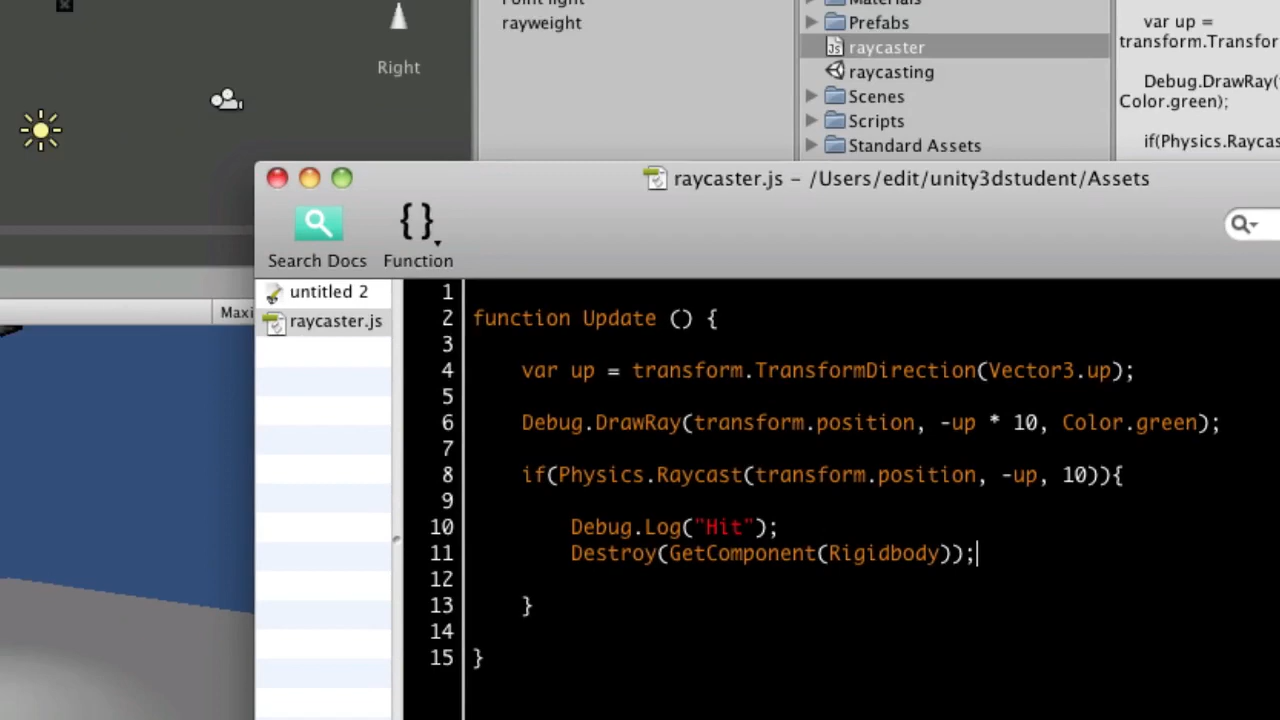 Point light
rayweight
Right
Materials
Prefabs
raycaster
raycasting
Scenes
Scripts
Standard Assets
var up =
transform.Transfor
Debug.DrawRay(
Color.green);
if(Physics.Raycas
raycaster.js – /Users/edit/unity3dstudent/Assets
Search Docs
Function
untitled 2
raycaster.js
Maxi
1
2 function Update () {
3
4 var up = transform.TransformDirection(Vector3.up);
5
6 Debug.DrawRay(transform.position, -up * 10, Color.green);
7
8 if(Physics.Raycast(transform.position, -up, 10)){
9
10 Debug.Log("Hit");
11 Destroy(GetComponent(Rigidbody));
12
13 }
14
15 }